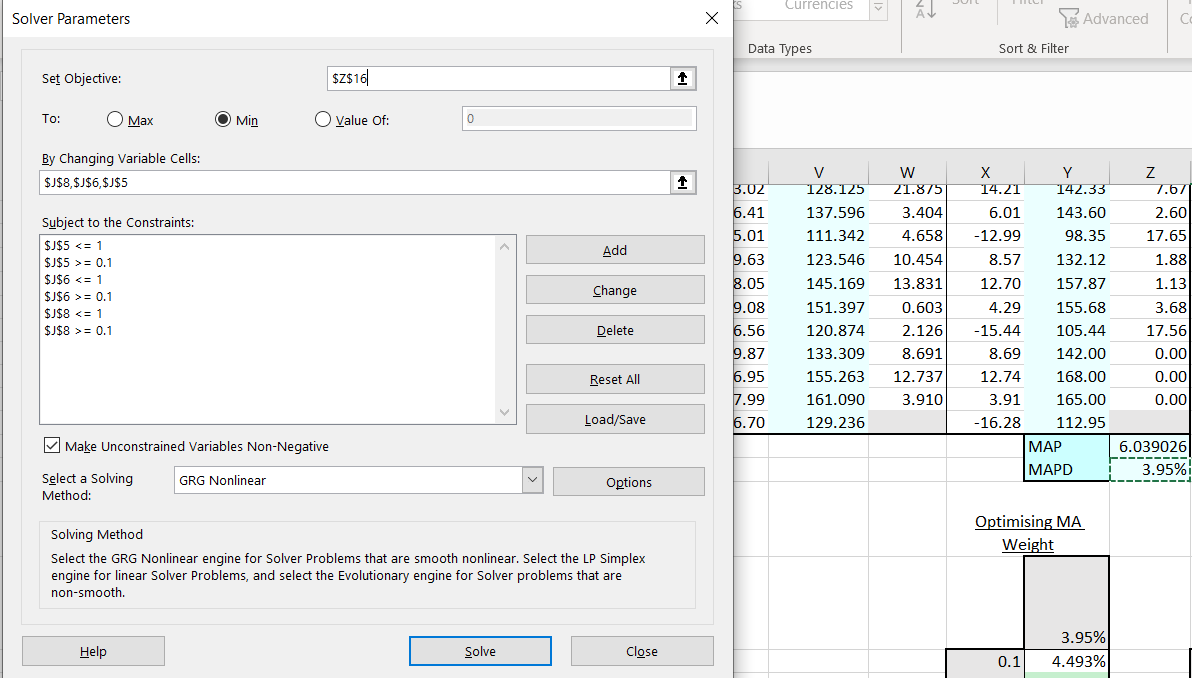 Solver Parameters
Set Objective:
$Z$16
To:
Max
Min
Value Of:
0
By Changing Variable Cells:
$J$8,$J$6,$J$5
Subject to the Constraints:
$J$5 <= 1
$J$5 >= 0.1
$J$6 <= 1
$J$6 >= 0.1
$J$8 <= 1
$J$8 >= 0.1
Add
Change
Delete
Reset All
Load/Save
Make Unconstrained Variables Non-Negative
Select a Solving Method:
GRG Nonlinear
Options
Solving Method
Select the GRG Nonlinear engine for Solver Problems that are smooth nonlinear. Select the LP Simplex
engine for linear Solver Problems, and select the Evolutionary engine for Solver problems that are
non-smooth.
Help
Solve
Close
Currencies
Sort
Filter
Advanced
Data Types
Sort & Filter
V W X Y Z
3.02 128.125 21.875 14.21 142.33 7.67
6.41 137.596 3.404 6.01 143.60 2.60
5.01 111.342 4.658 -12.99 98.35 17.65
9.63 123.546 10.454 8.57 132.12 1.88
8.05 145.169 13.831 12.70 157.87 1.13
9.08 151.397 0.603 4.29 155.68 3.68
6.56 120.874 2.126 -15.44 105.44 17.56
9.87 133.309 8.691 8.69 142.00 0.00
6.95 155.263 12.737 12.74 168.00 0.00
7.99 161.090 3.910 3.91 165.00 0.00
6.70 129.236 -16.28 112.95
MAP 6.039026
MAPD 3.95%
Optimising MA
Weight
3.95%
0.1 4.493%